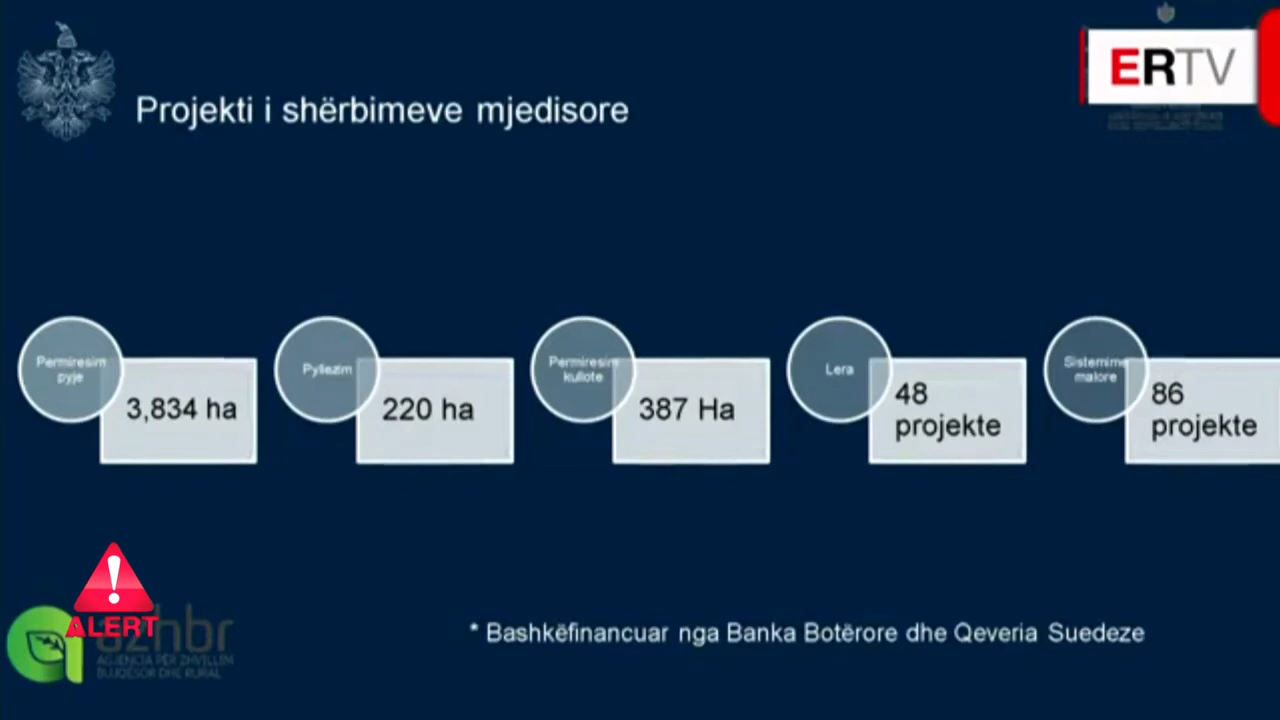 ERTV
Projekti i shërbimeve mjedisore
Permiresim
pyje
3,834 ha
Pyllezim
220 ha
Permiresim
kullote
387 Ha
Lera
48
projekte
Sistemime
malore
86
projekte
ALERT
azhbr
AGJENCIA PËR ZHVILLIM
BUJQËSOR DHE RURAL
* Bashkëfinancuar nga Banka Botërore dhe Qeveria Suedeze